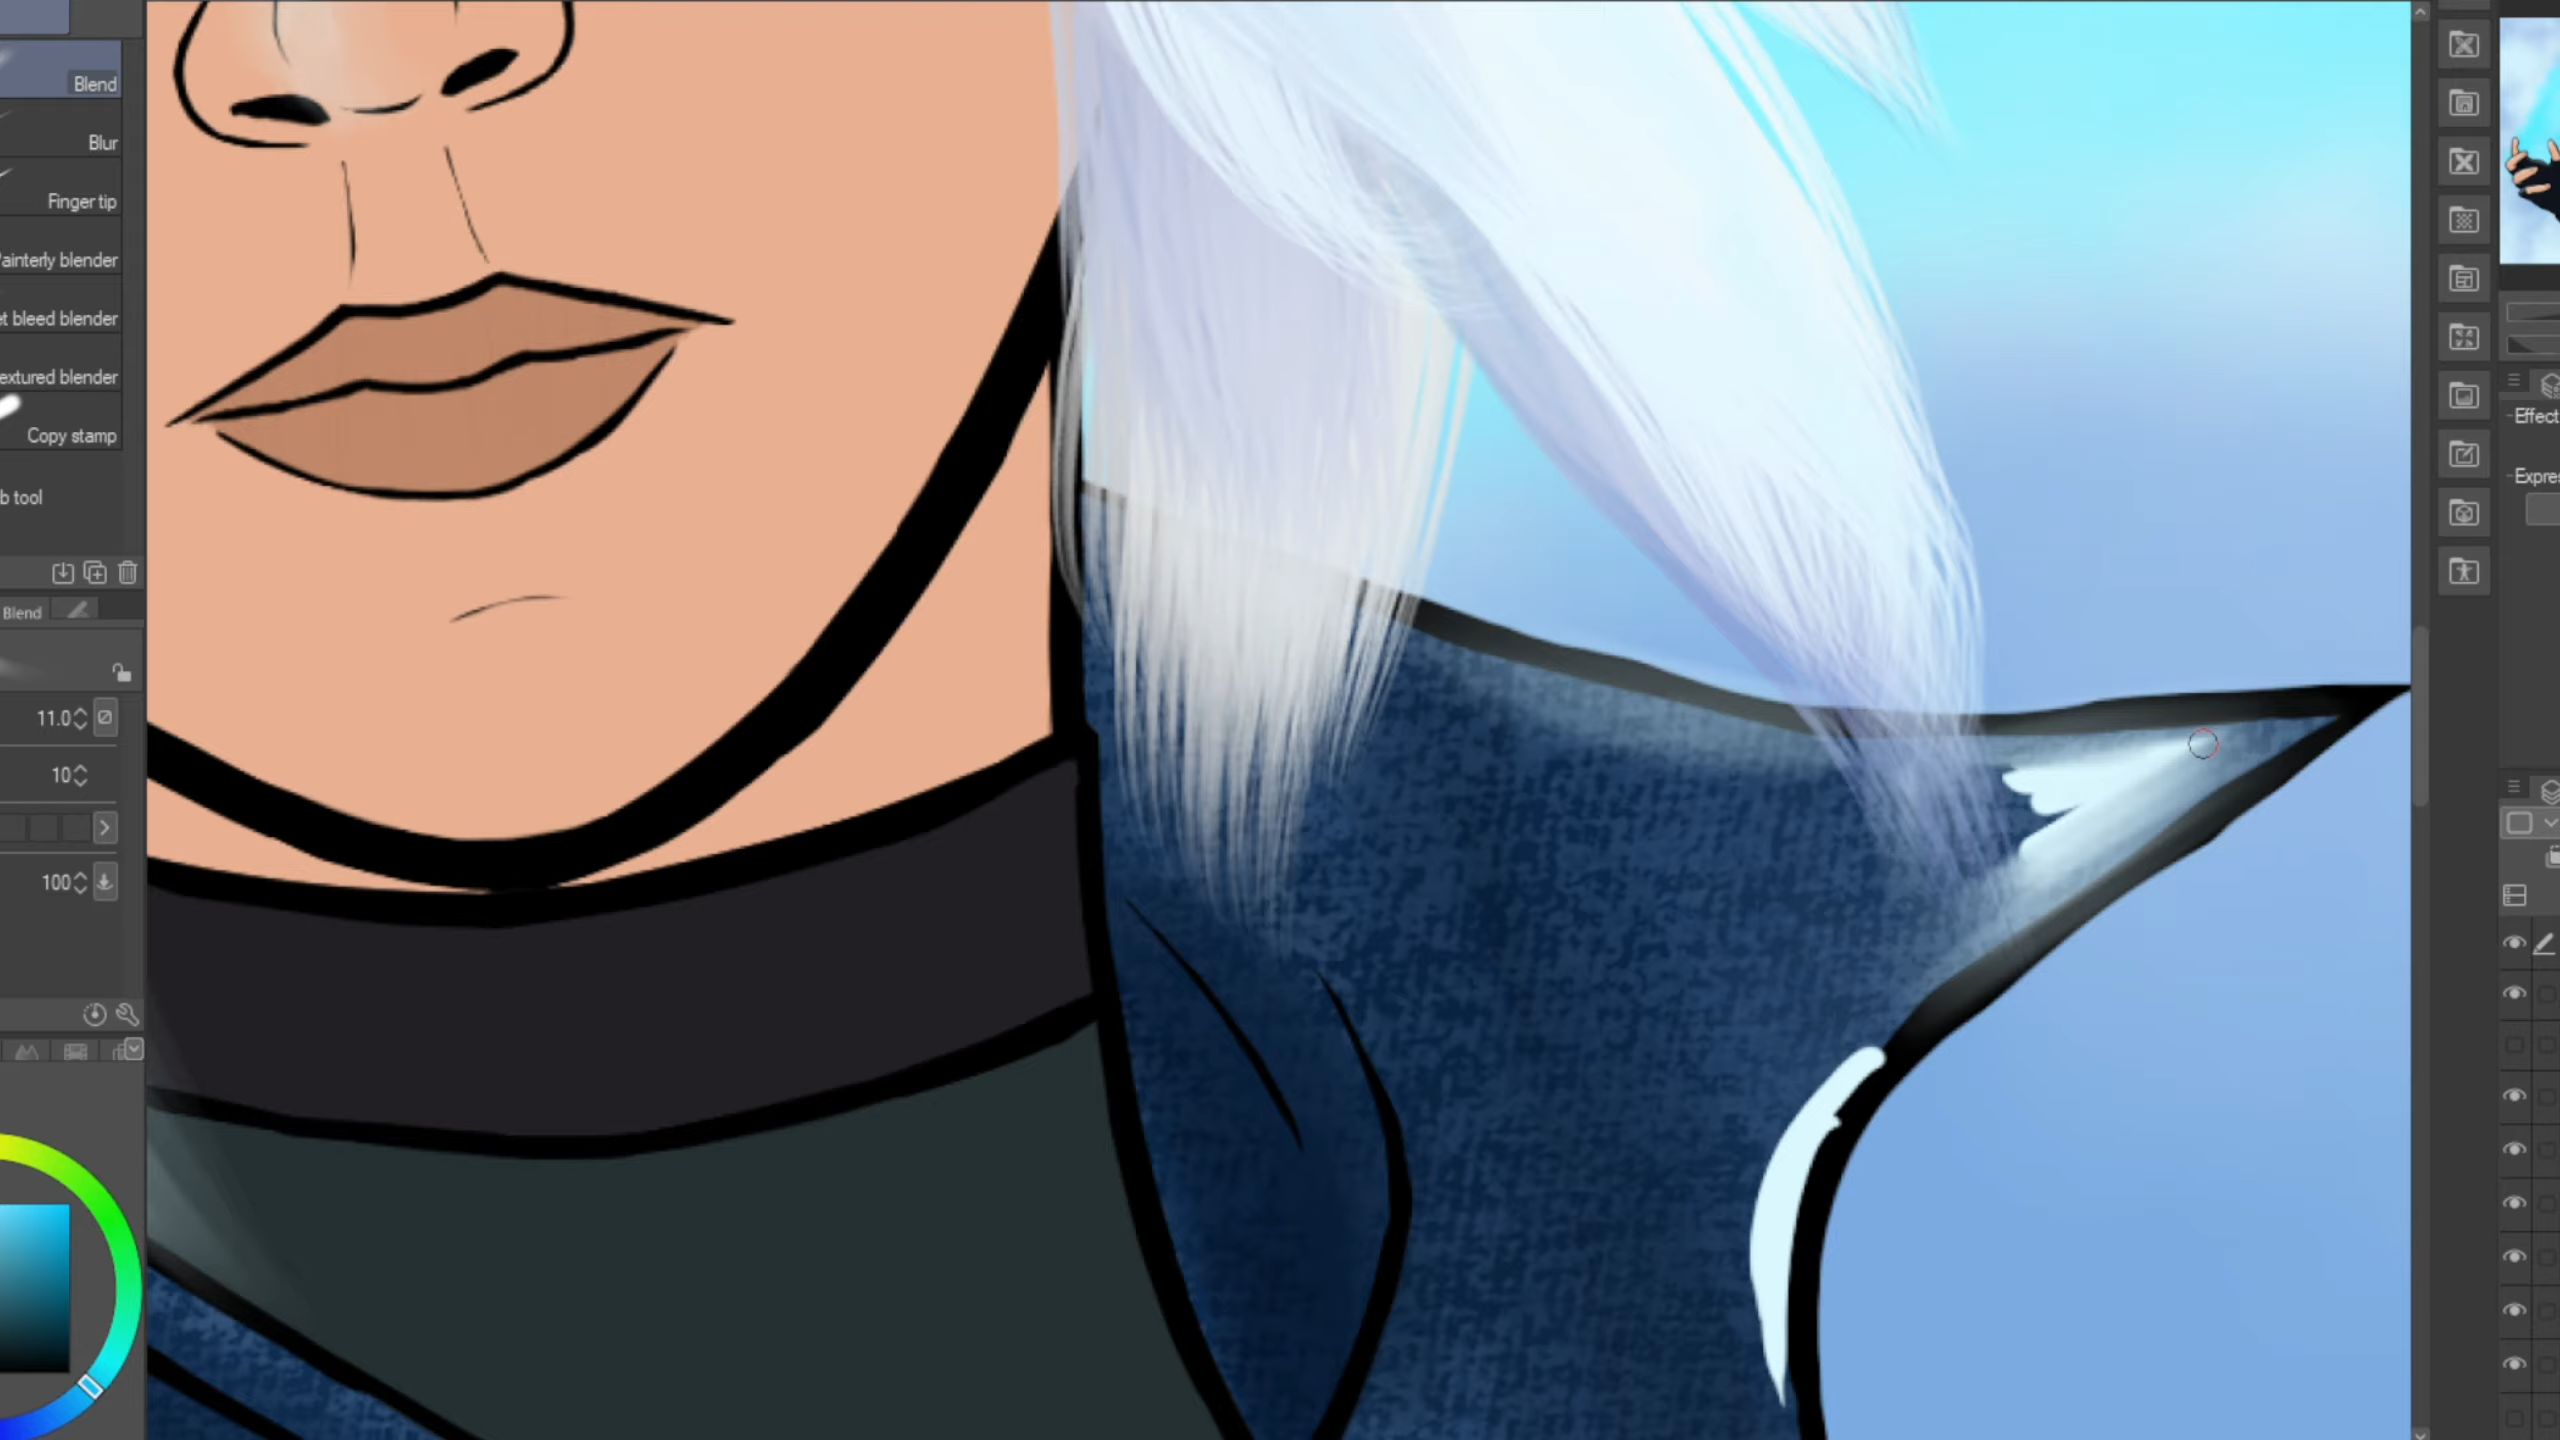 Blend
Blur
Finger tip
ainterly blender
et bleed blender
extured blender
Copy stamp
b tool
Blend
11.0
10
100
Effect
Expres